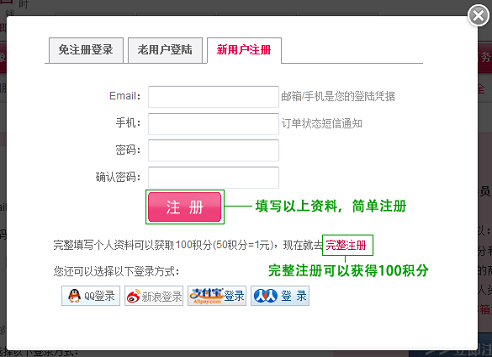 免注册登录 老用户登陆 新用户注册
Email： 邮箱/手机是您的登陆凭据
手机： 订单状态短信通知
密码：
确认密码：
注 册 填写以上资料，简单注册
完整填写个人资料可以获取100积分(50积分=1元)，现在就去 完整注册
完整注册可以获得100积分
您还可以选择以下登录方式：
QQ登录 新浪登录 支付宝 登录 登 录